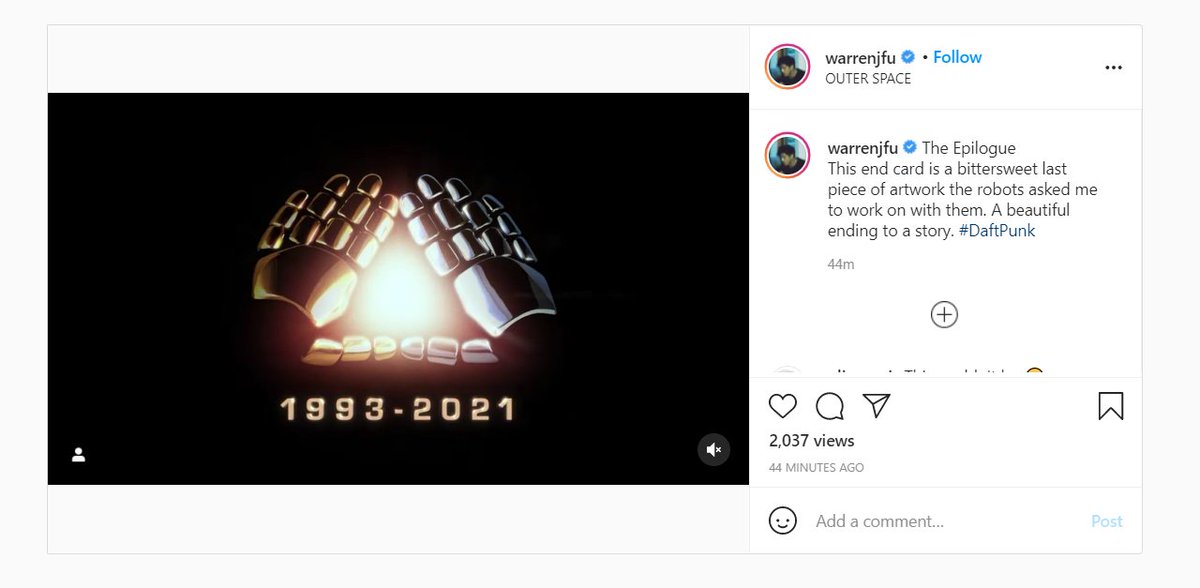 warrenjfu • Follow
OUTER SPACE
warrenjfu The Epilogue
This end card is a bittersweet last
piece of artwork the robots asked me
to work on with them. A beautiful
ending to a story. #DaftPunk
44m
1993-2021
2,037 views
44 MINUTES AGO
Add a comment...
Post